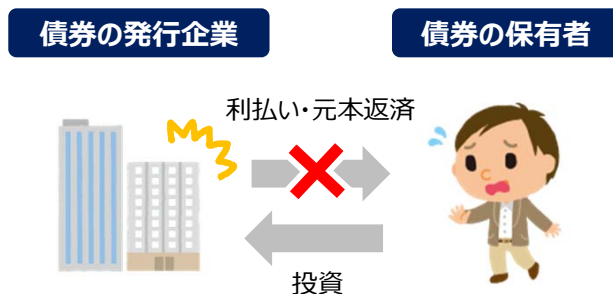 債券の発行企業
債券の保有者
利払い・元本返済
投資